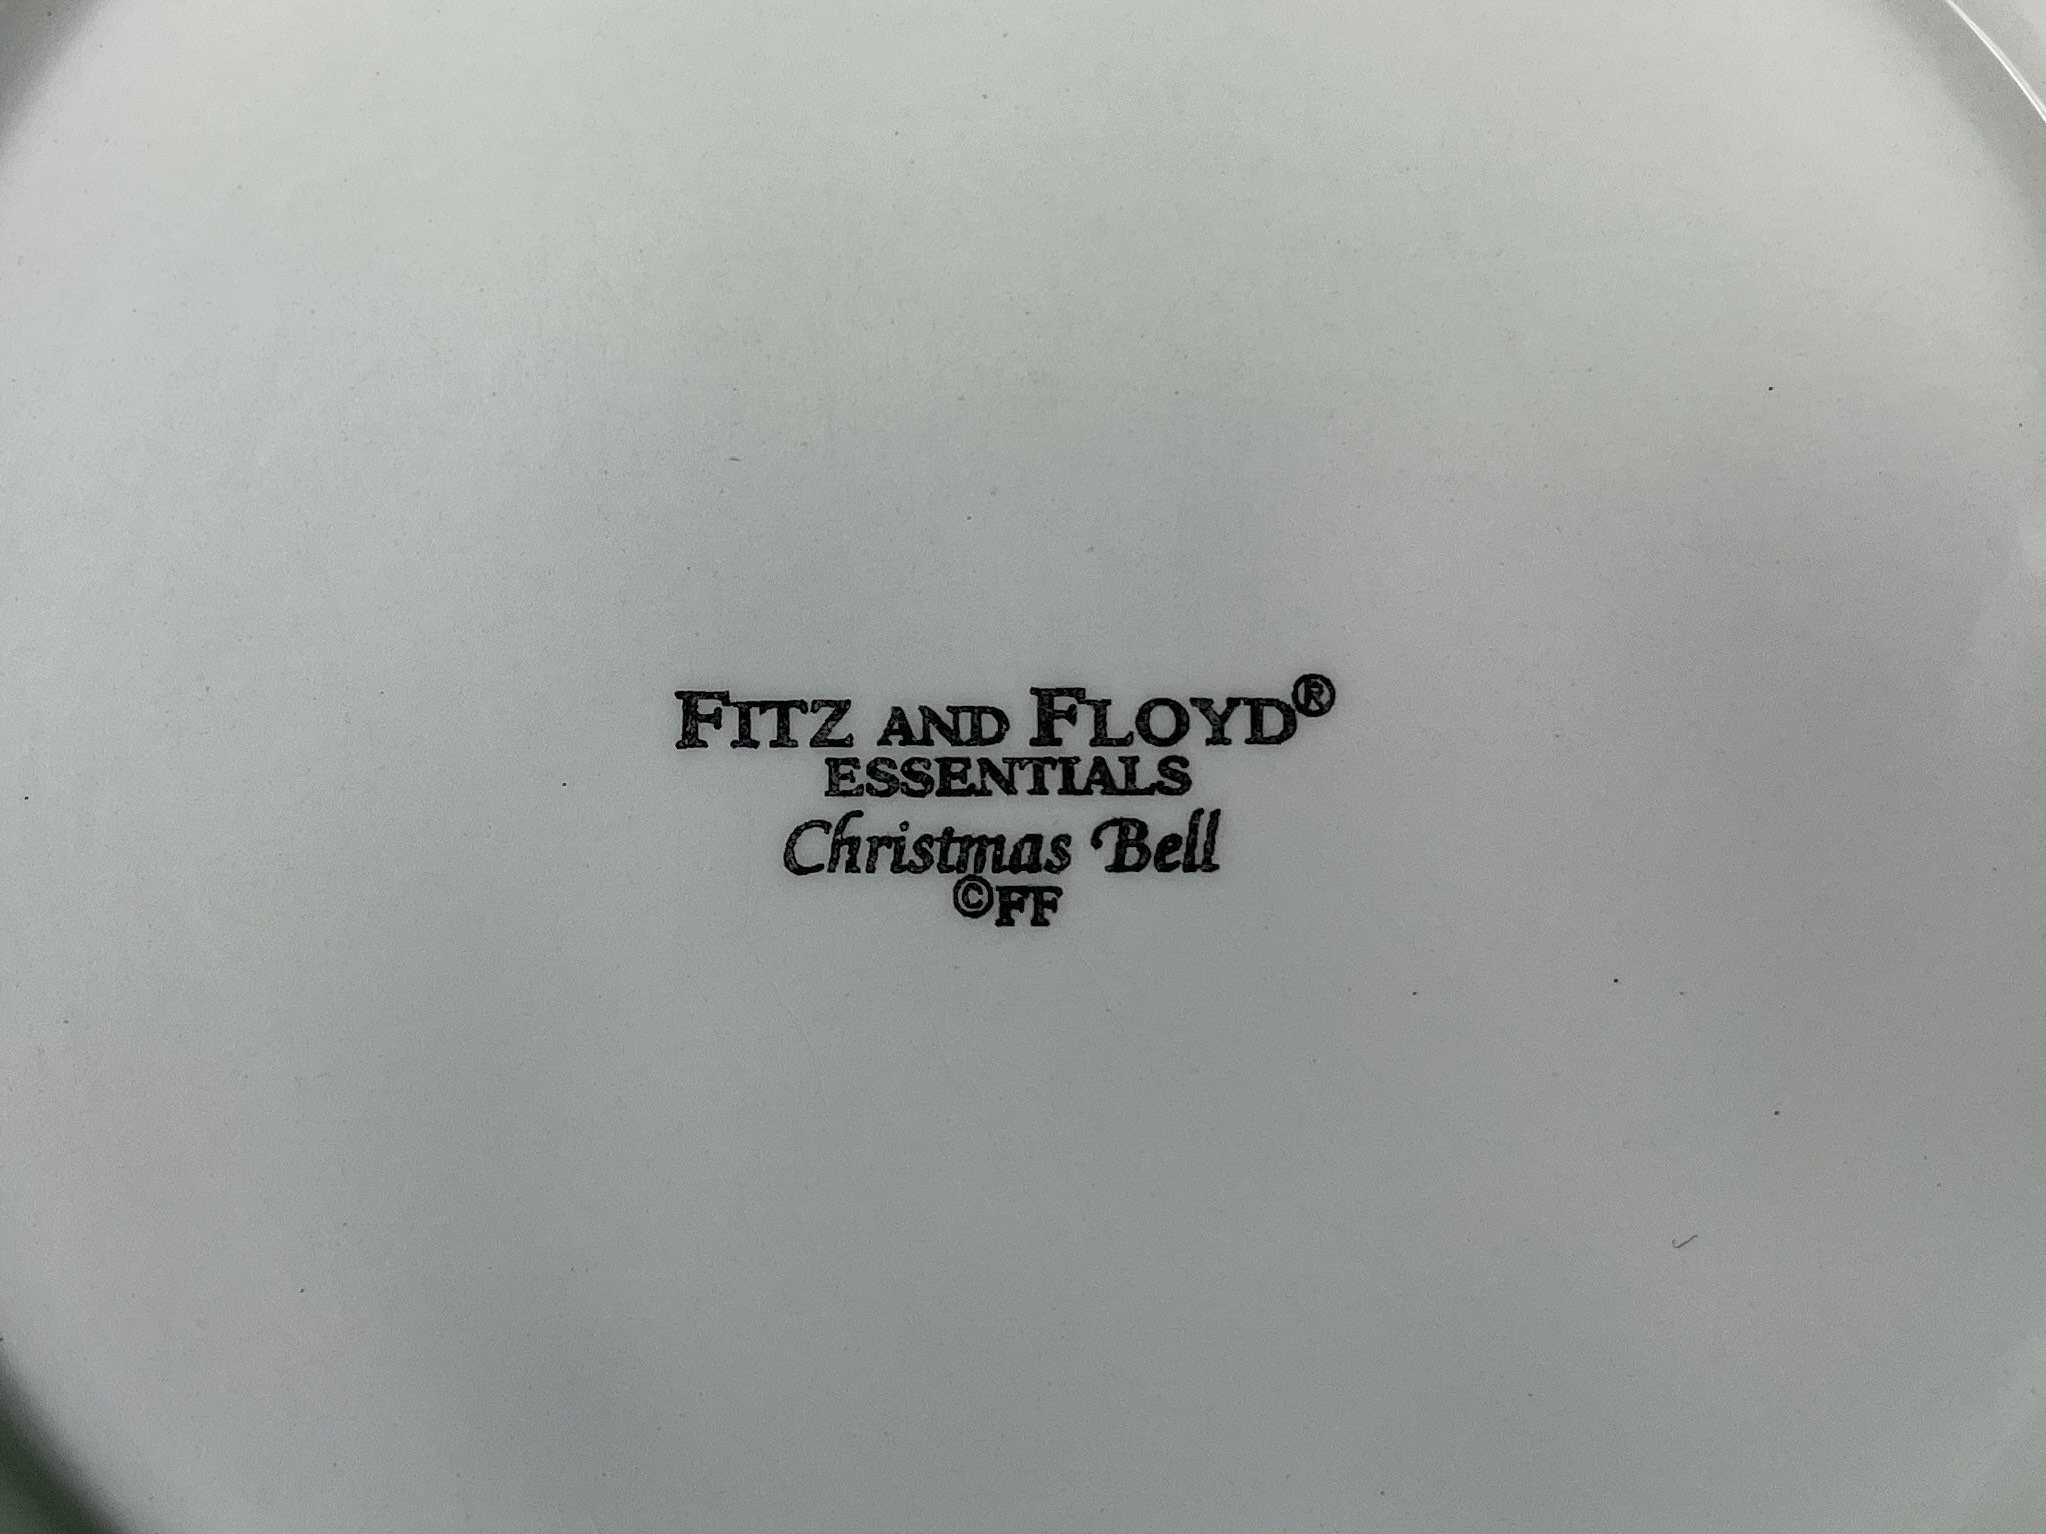 FITZ AND FLOYD®
ESSENTIALS
Christmas Bell
©FF